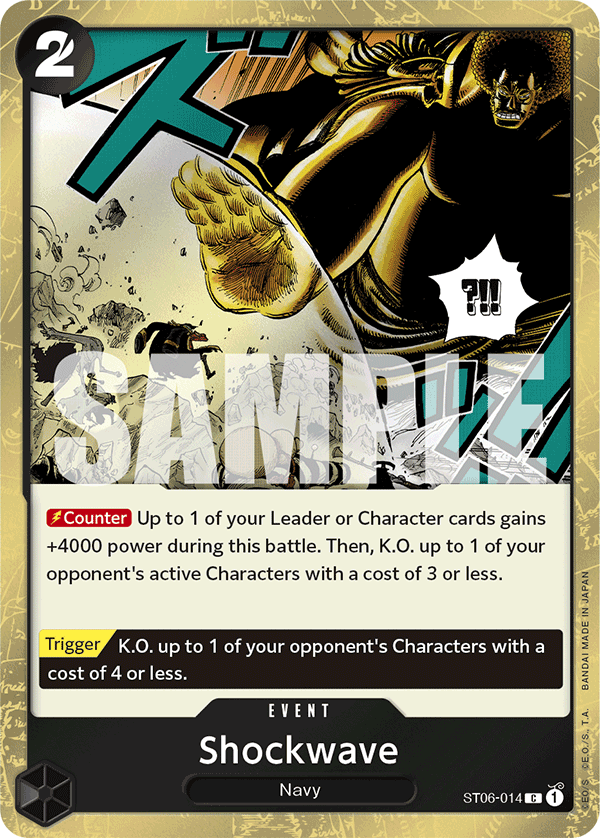 2
?!!
SAMPLE
Counter Up to 1 of your Leader or Character cards gains
+4000 power during this battle. Then, K.O. up to 1 of your
opponent's active Characters with a cost of 3 or less.
Trigger K.O. up to 1 of your opponent's Characters with a
cost of 4 or less.
EVENT
Shockwave
Navy
ST06-014 C 1
©E.O./S ©E.O./S., T.A. BANDAI MADE IN JAPAN